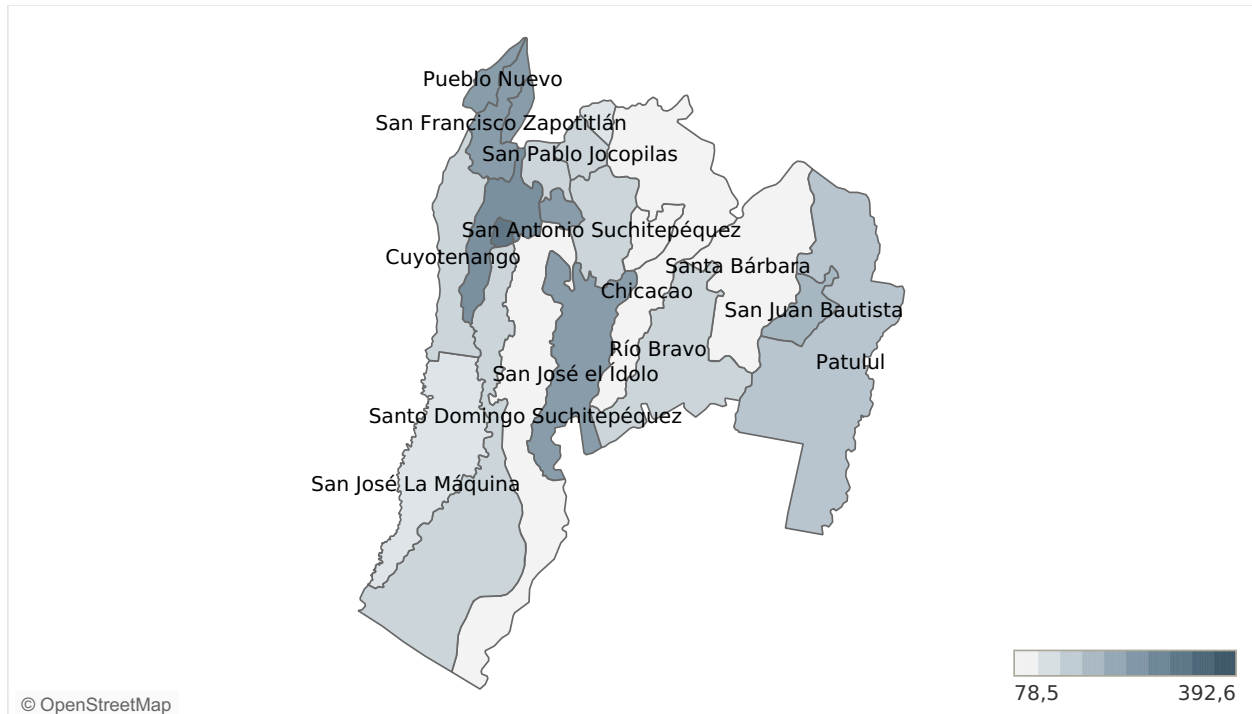 Pueblo Nuevo
San Francisco Zapotitlán
San Pablo Jocopilas
San Antonio Suchitepéquez
Cuyotenango
Santa Bárbara
Chicacao
San Juan Bautista
Río Bravo
Patulul
San José el Ídolo
Santo Domingo Suchitepéquez
San José La Máquina
78,5
392,6
© OpenStreetMap